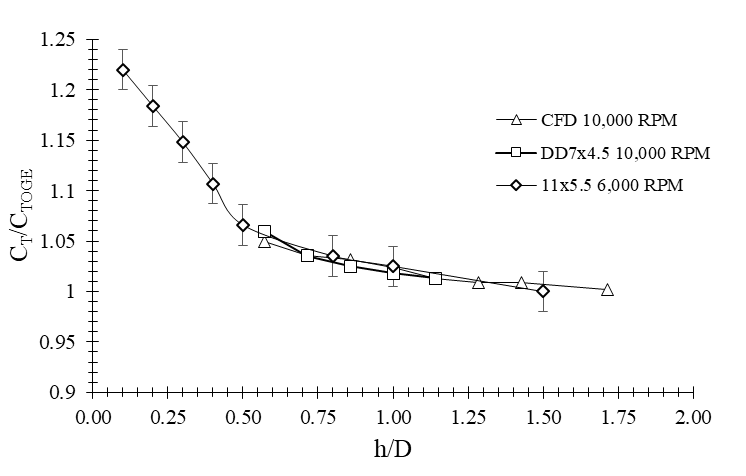 1.25
1.2
1.15
1.1
1.05
1
0.95
0.9
C_T/C_TOGE
CFD 10,000 RPM
DD7x4.5 10,000 RPM
11x5.5 6,000 RPM
0.00 0.25 0.50 0.75 1.00 1.25 1.50 1.75 2.00
h/D